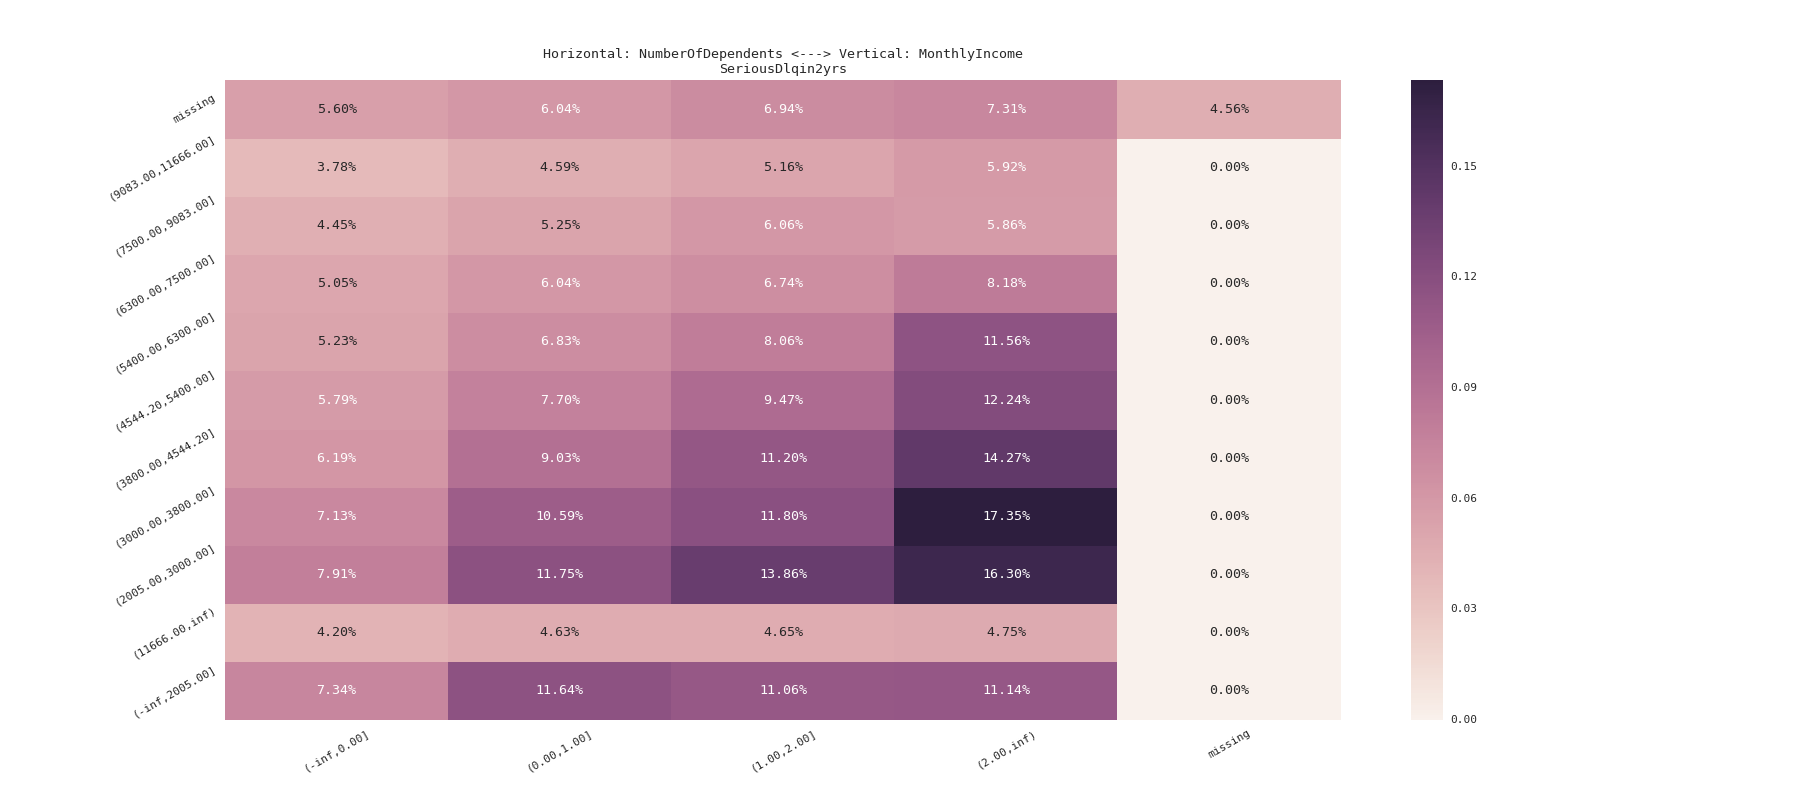 Horizontal: NumberOfDependents <---> Vertical: MonthlyIncome
SeriousDlqin2yrs
missing 5.60% 6.04% 6.94% 7.31% 4.56%
(9083.00,11666.00] 3.78% 4.59% 5.16% 5.92% 0.00%
(7500.00,9083.00] 4.45% 5.25% 6.06% 5.86% 0.00%
(6300.00,7500.00] 5.05% 6.04% 6.74% 8.18% 0.00%
(5400.00,6300.00] 5.23% 6.83% 8.06% 11.56% 0.00%
(4544.20,5400.00] 5.79% 7.70% 9.47% 12.24% 0.00%
(3800.00,4544.20] 6.19% 9.03% 11.20% 14.27% 0.00%
(3000.00,3800.00] 7.13% 10.59% 11.80% 17.35% 0.00%
(2005.00,3000.00] 7.91% 11.75% 13.86% 16.30% 0.00%
(11666.00,inf) 4.20% 4.63% 4.65% 4.75% 0.00%
(-inf,2005.00] 7.34% 11.64% 11.06% 11.14% 0.00%
(-inf,0.00] (0.00,1.00] (1.00,2.00] (2.00,inf) missing
0.15
0.12
0.09
0.06
0.03
0.00